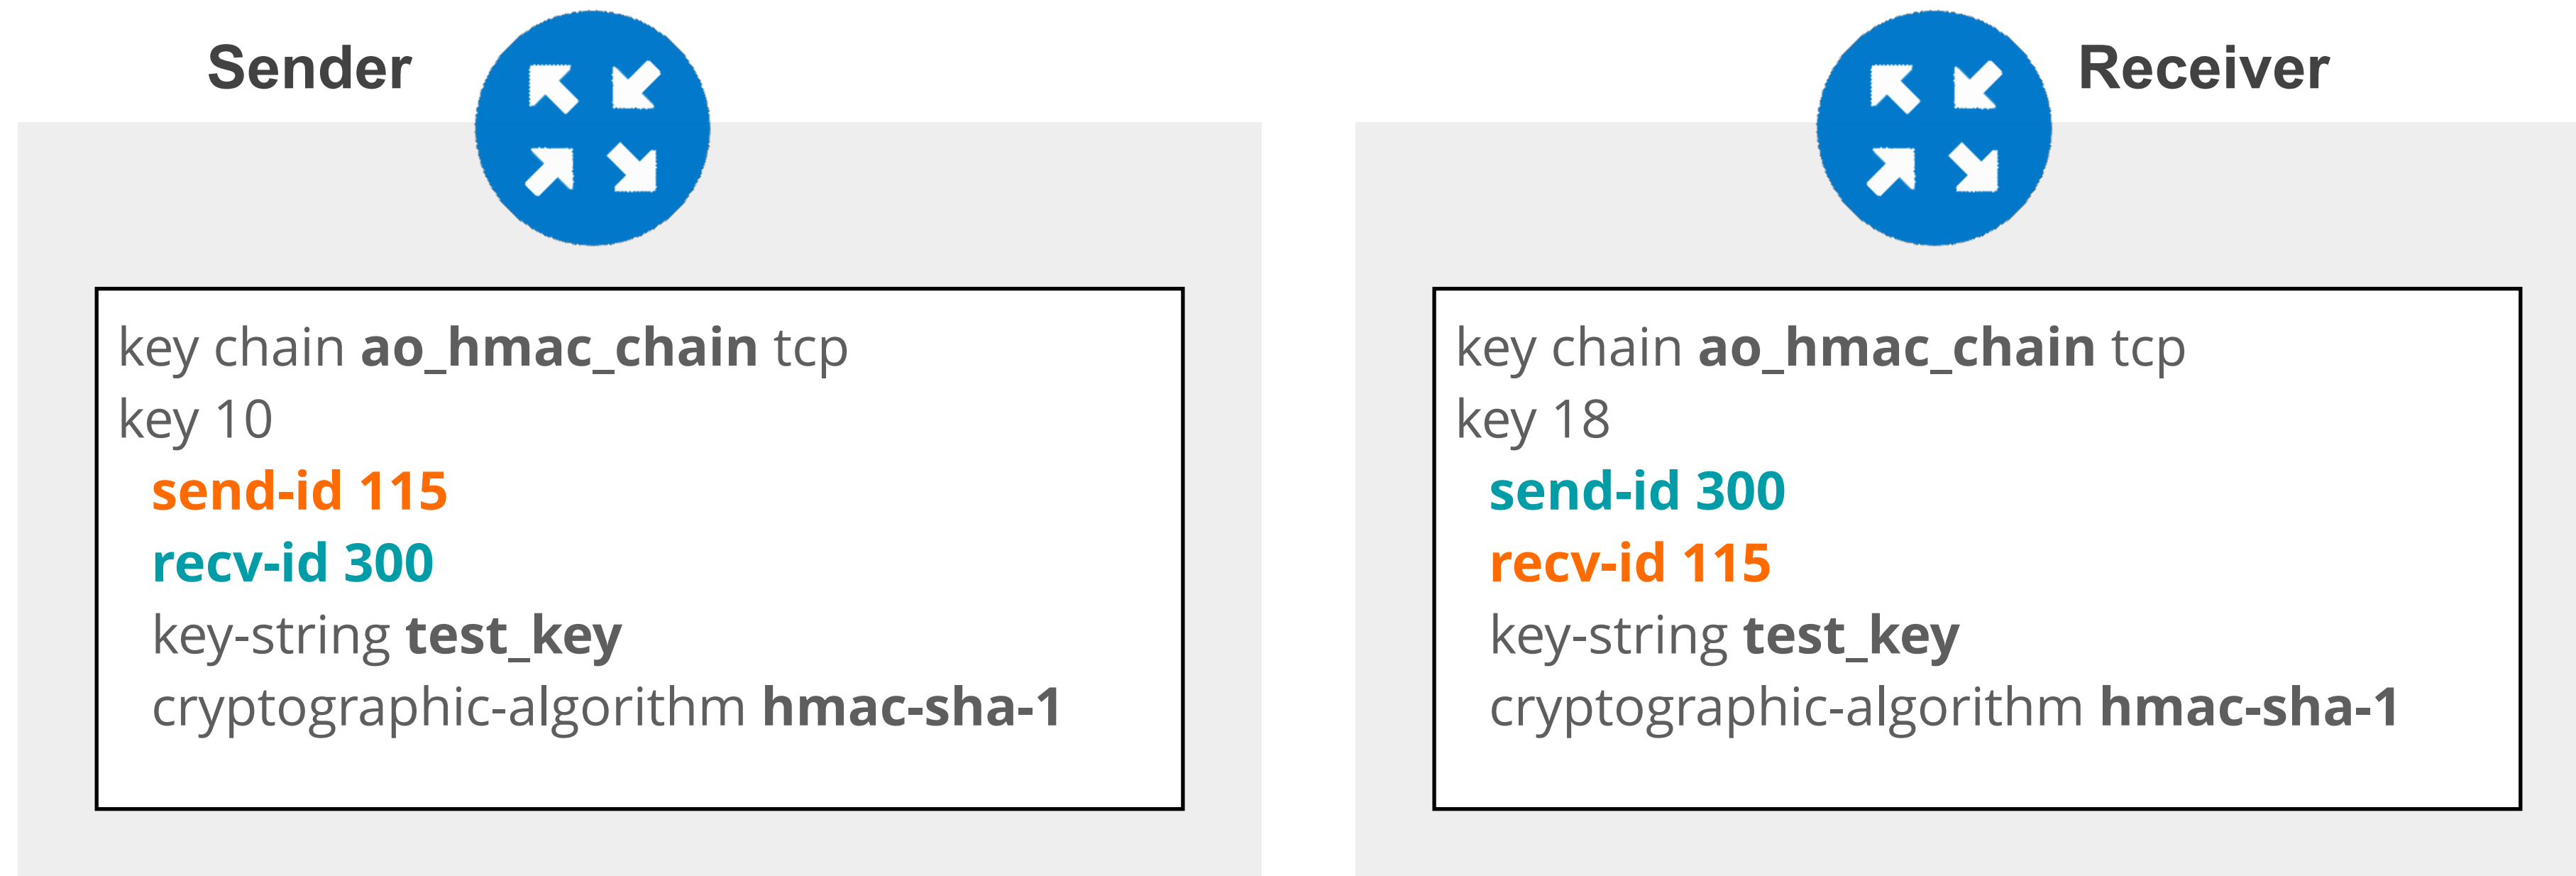 Sender
key chain ao_hmac_chain tcp
key 10
send-id 115
recv-id 300
key-string test_key
cryptographic-algorithm hmac-sha-1
Receiver
key chain ao_hmac_chain tcp
key 18
send-id 300
recv-id 115
key-string test_key
cryptographic-algorithm hmac-sha-1